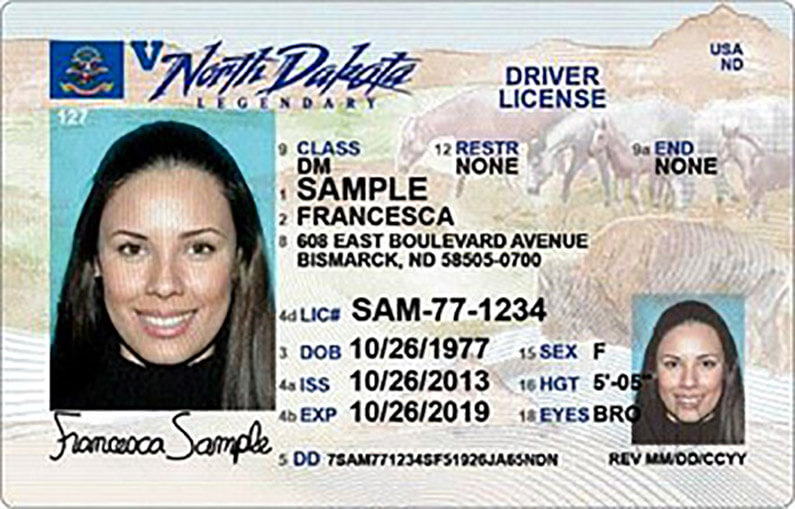 North Dakota
LEGENDARY
DRIVER
LICENSE
USA
ND
127
9 CLASS
DM
12 RESTR
NONE
9a END
NONE
1 SAMPLE
2 FRANCESCA
8 608 EAST BOULEVARD AVENUE
BISMARCK, ND 58505-0700
4d LIC# SAM-77-1234
3 DOB 10/26/1977 15 SEX F
4a ISS 10/26/2013 16 HGT 5'-05"
4b EXP 10/26/2019 18 EYES BRO
Francesca Sample
5 DD 7SAM771234SF51926JA65NDN REV MM/DD/CCYY